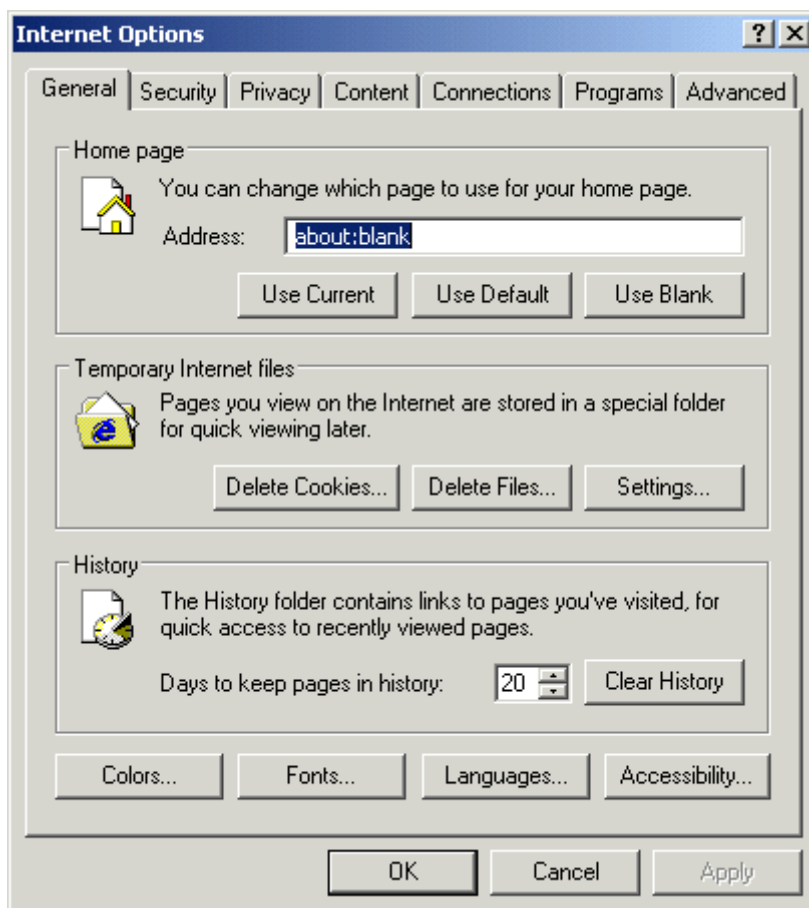 Internet Options
General Security Privacy Content Connections Programs Advanced
Home page
You can change which page to use for your home page.
Address: about:blank
Use Current Use Default Use Blank
Temporary Internet files
Pages you view on the Internet are stored in a special folder
for quick viewing later.
Delete Cookies... Delete Files... Settings...
History
The History folder contains links to pages you've visited, for
quick access to recently viewed pages.
Days to keep pages in history: 20 Clear History
Colors... Fonts... Languages... Accessibility...
OK Cancel Apply